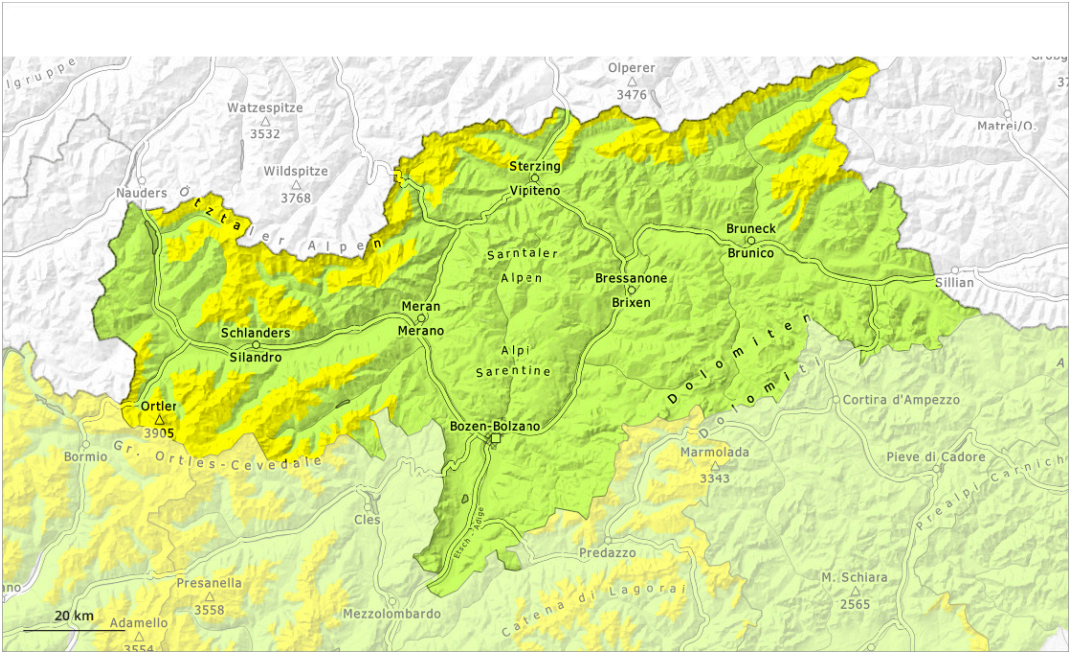 lgruppe
Olperer
3476
Watzespitze
3532
Matrei/O.
Sterzing
Vipiteno
Wildspitze
3768
Nauders
Ötztaler Alpen
Bruneck
Brunico
Sarntaler
Alpen
Bressanone
Brixen
Sillian
Meran
Merano
Schlanders
Silandro
Alpi
Sarentine
Dolomiten
Dolomiti
Ortler
3905
Cortina d'Ampezzo
Bozen-Bolzano
Bormio
Gr. Ortles-Cevedale
Marmolada
3343
Pieve di Cadore
Prealpi Carnich
Cles
Etsch - Adige
Predazzo
Presanella
3558
M. Schiara
2565
ano
Catena di Lagorai
Mezzolombardo
20 km
Adamello
3554